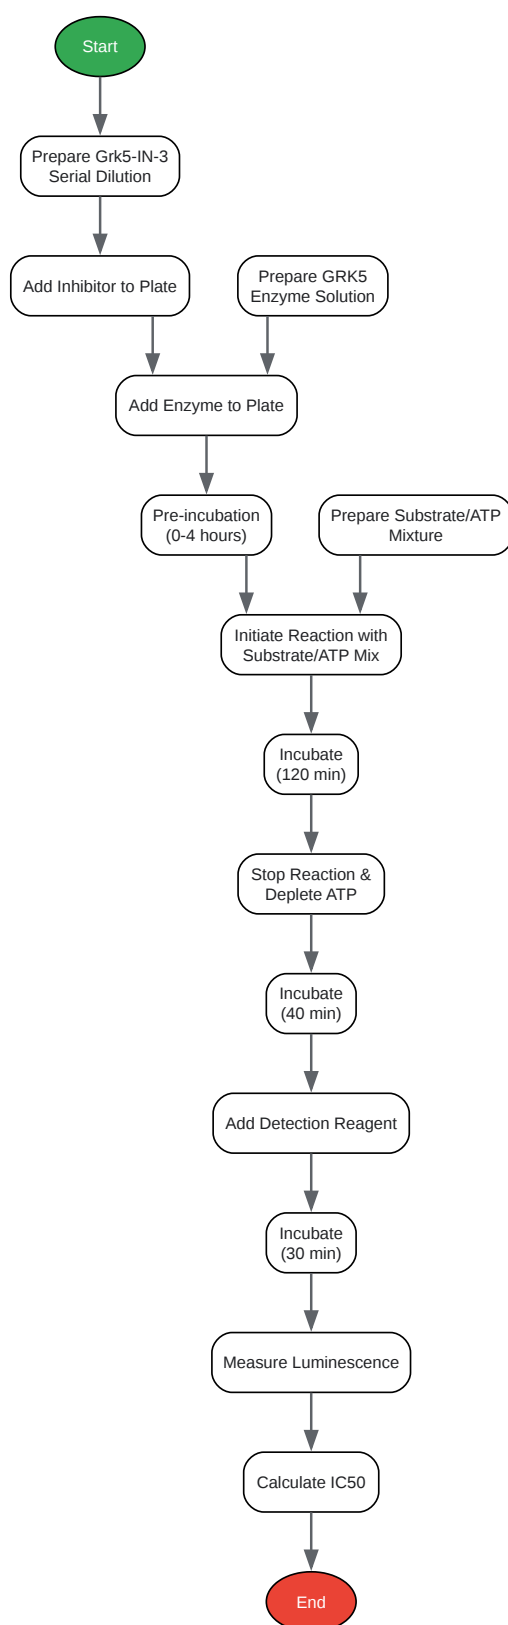 Start
Prepare Grk5-IN-3
Serial Dilution
Add Inhibitor to Plate
Prepare GRK5
Enzyme Solution
Add Enzyme to Plate
Pre-incubation
(0-4 hours)
Prepare Substrate/ATP
Mixture
Initiate Reaction with
Substrate/ATP Mix
Incubate
(120 min)
Stop Reaction &
Deplete ATP
Incubate
(40 min)
Add Detection Reagent
Incubate
(30 min)
Measure Luminescence
Calculate IC50
End